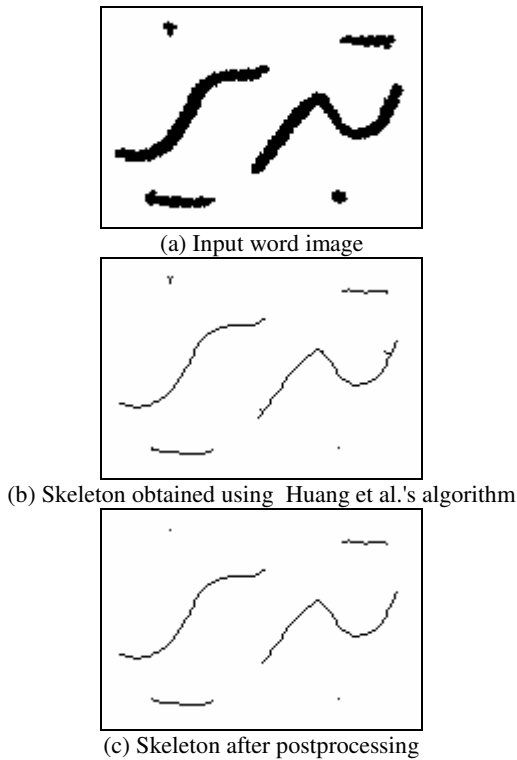 (a) Input word image
(b) Skeleton obtained using Huang et al.'s algorithm
(c) Skeleton after postprocessing